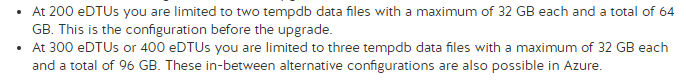 • At 200 eDTUs you are limited to two tempdb data files with a maximum of 32 GB each and a total of 64
GB. This is the configuration before the upgrade.
• At 300 eDTUs or 400 eDTUs you are limited to three tempdb data files with a maximum of 32 GB each
and a total of 96 GB. These in-between alternative configurations are also possible in Azure.